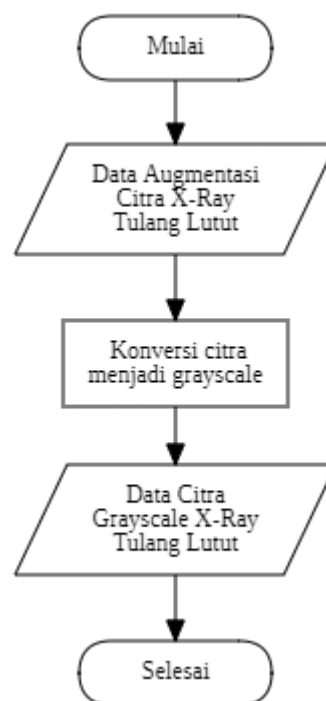 Mulai
Data Augmentasi
Citra X-Ray
Tulang Lutut
Konversi citra
menjadi grayscale
Data Citra
Grayscale X-Ray
Tulang Lutut
Selesai